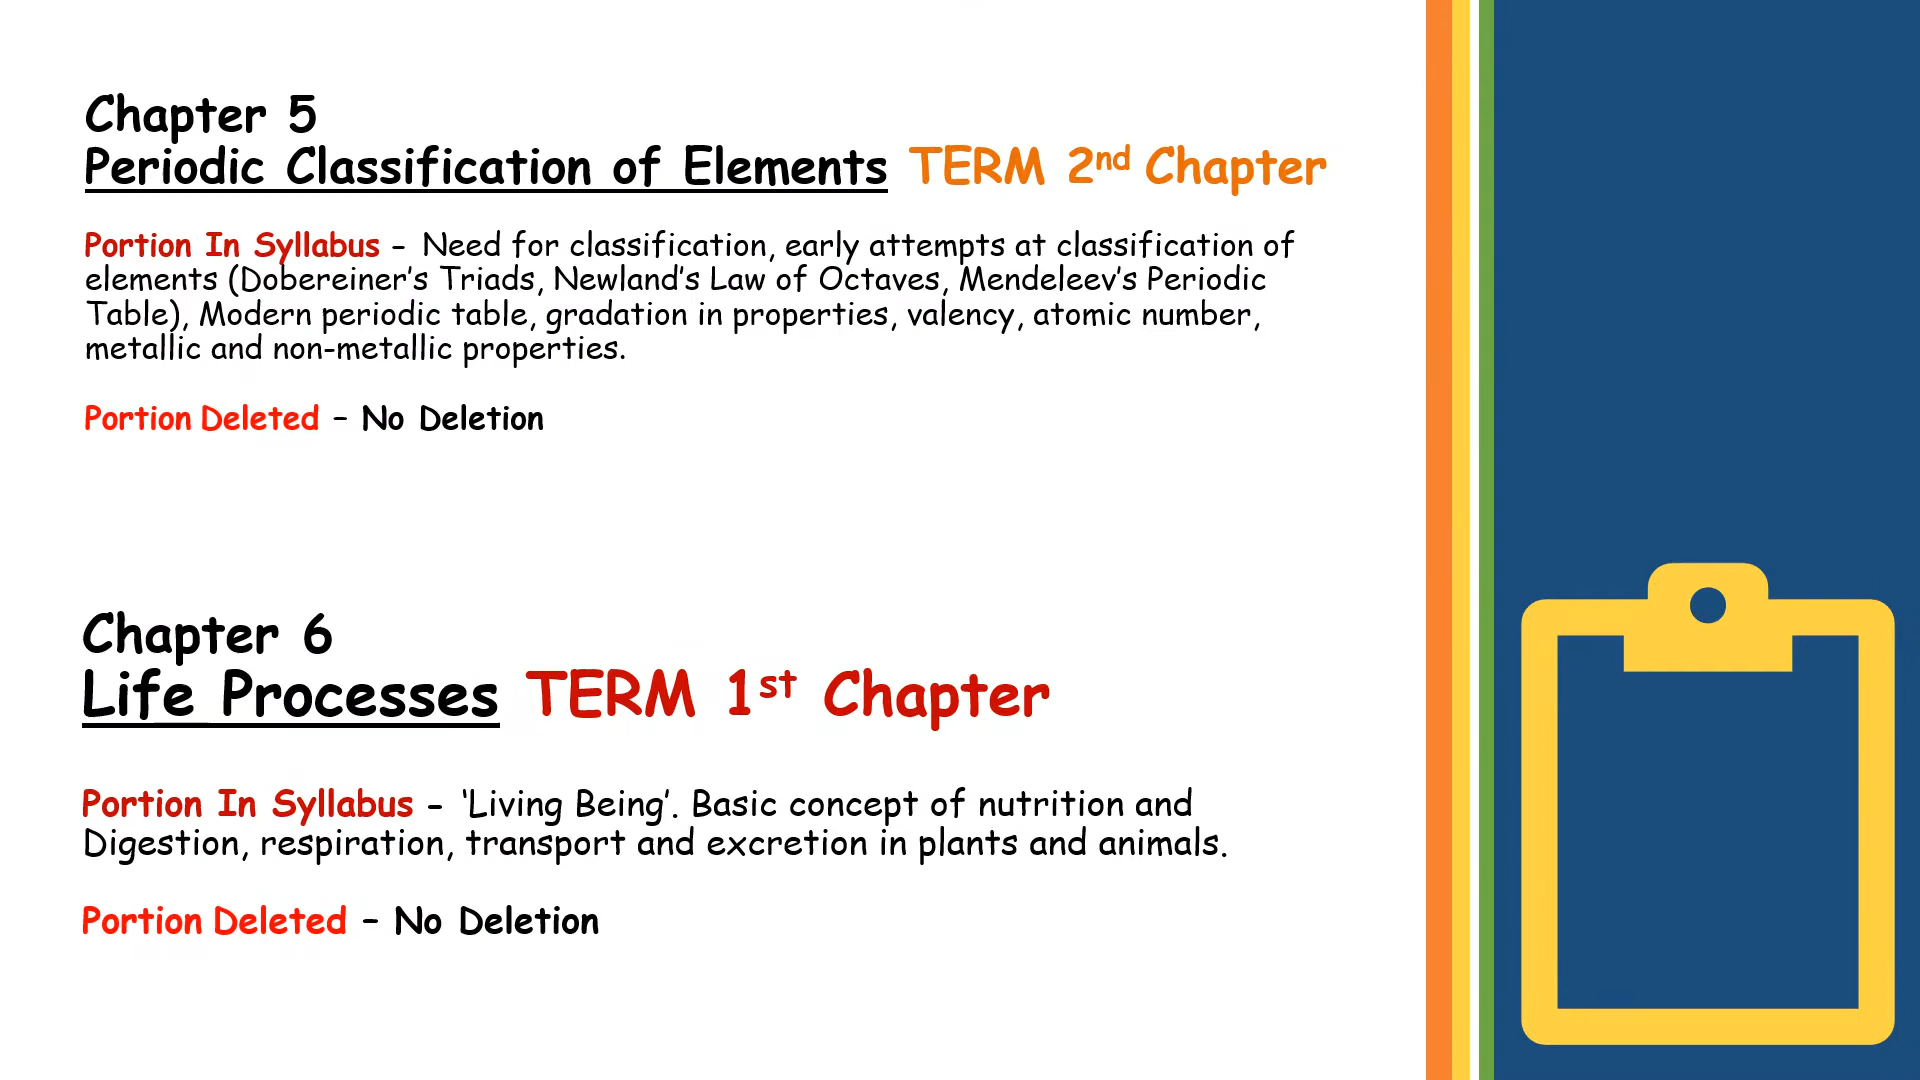 Chapter 5
Periodic Classification of Elements TERM 2nd Chapter
Portion In Syllabus – Need for classification, early attempts at classification of
elements (Dobereiner’s Triads, Newland’s Law of Octaves, Mendeleev’s Periodic
Table), Modern periodic table, gradation in properties, valency, atomic number,
metallic and non-metallic properties.
Portion Deleted – No Deletion
Chapter 6
Life Processes TERM 1st Chapter
Portion In Syllabus – ‘Living Being’. Basic concept of nutrition and
Digestion, respiration, transport and excretion in plants and animals.
Portion Deleted – No Deletion